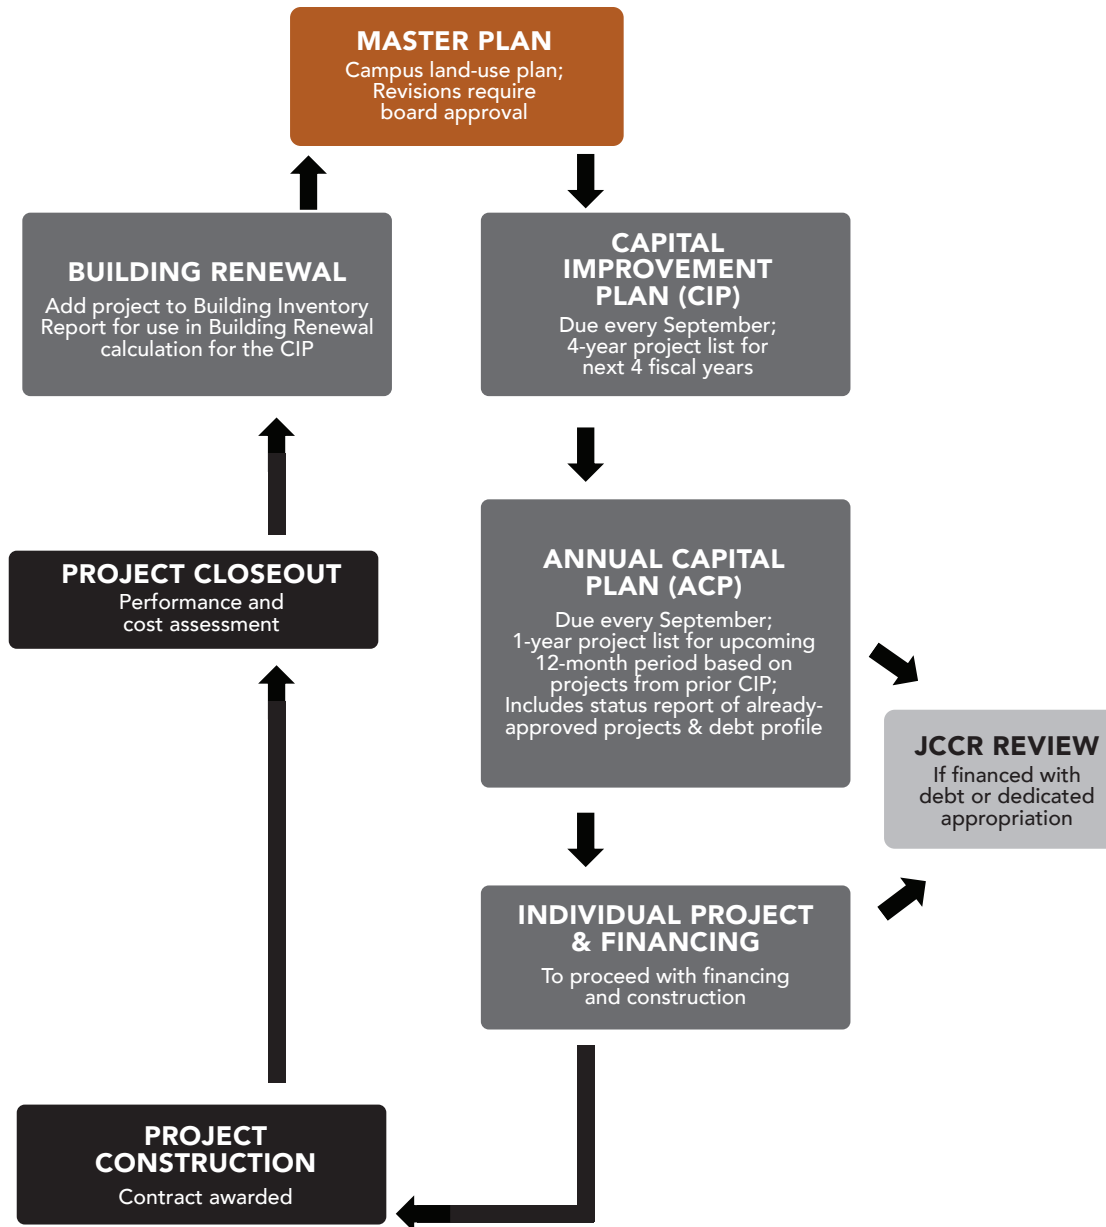 MASTER PLAN
Campus land-use plan;
Revisions require
board approval
BUILDING RENEWAL
Add project to Building Inventory
Report for use in Building Renewal
calculation for the CIP
CAPITAL
IMPROVEMENT
PLAN (CIP)
Due every September;
4-year project list for
next 4 fiscal years
ANNUAL CAPITAL
PLAN (ACP)
Due every September;
1-year project list for upcoming
12-month period based on
projects from prior CIP;
Includes status report of already-
approved projects & debt profile
PROJECT CLOSEOUT
Performance and
cost assessment
JCCR REVIEW
If financed with
debt or dedicated
appropriation
INDIVIDUAL PROJECT
& FINANCING
To proceed with financing
and construction
PROJECT
CONSTRUCTION
Contract awarded